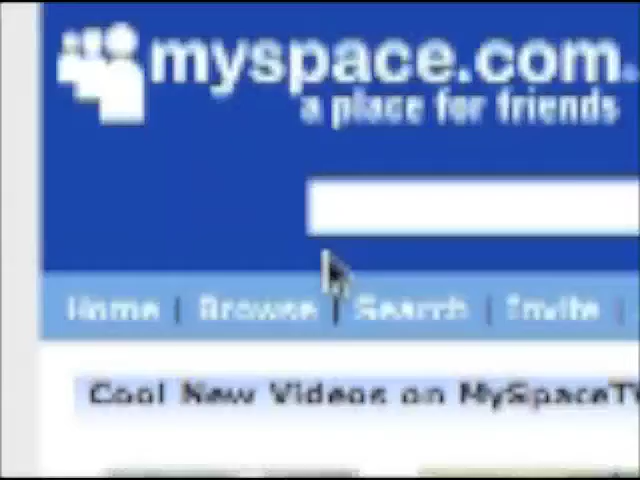 myspace.com.
a place for friends
Home | Browse | Search | Invite |
Cool New Videos on MySpaceTV